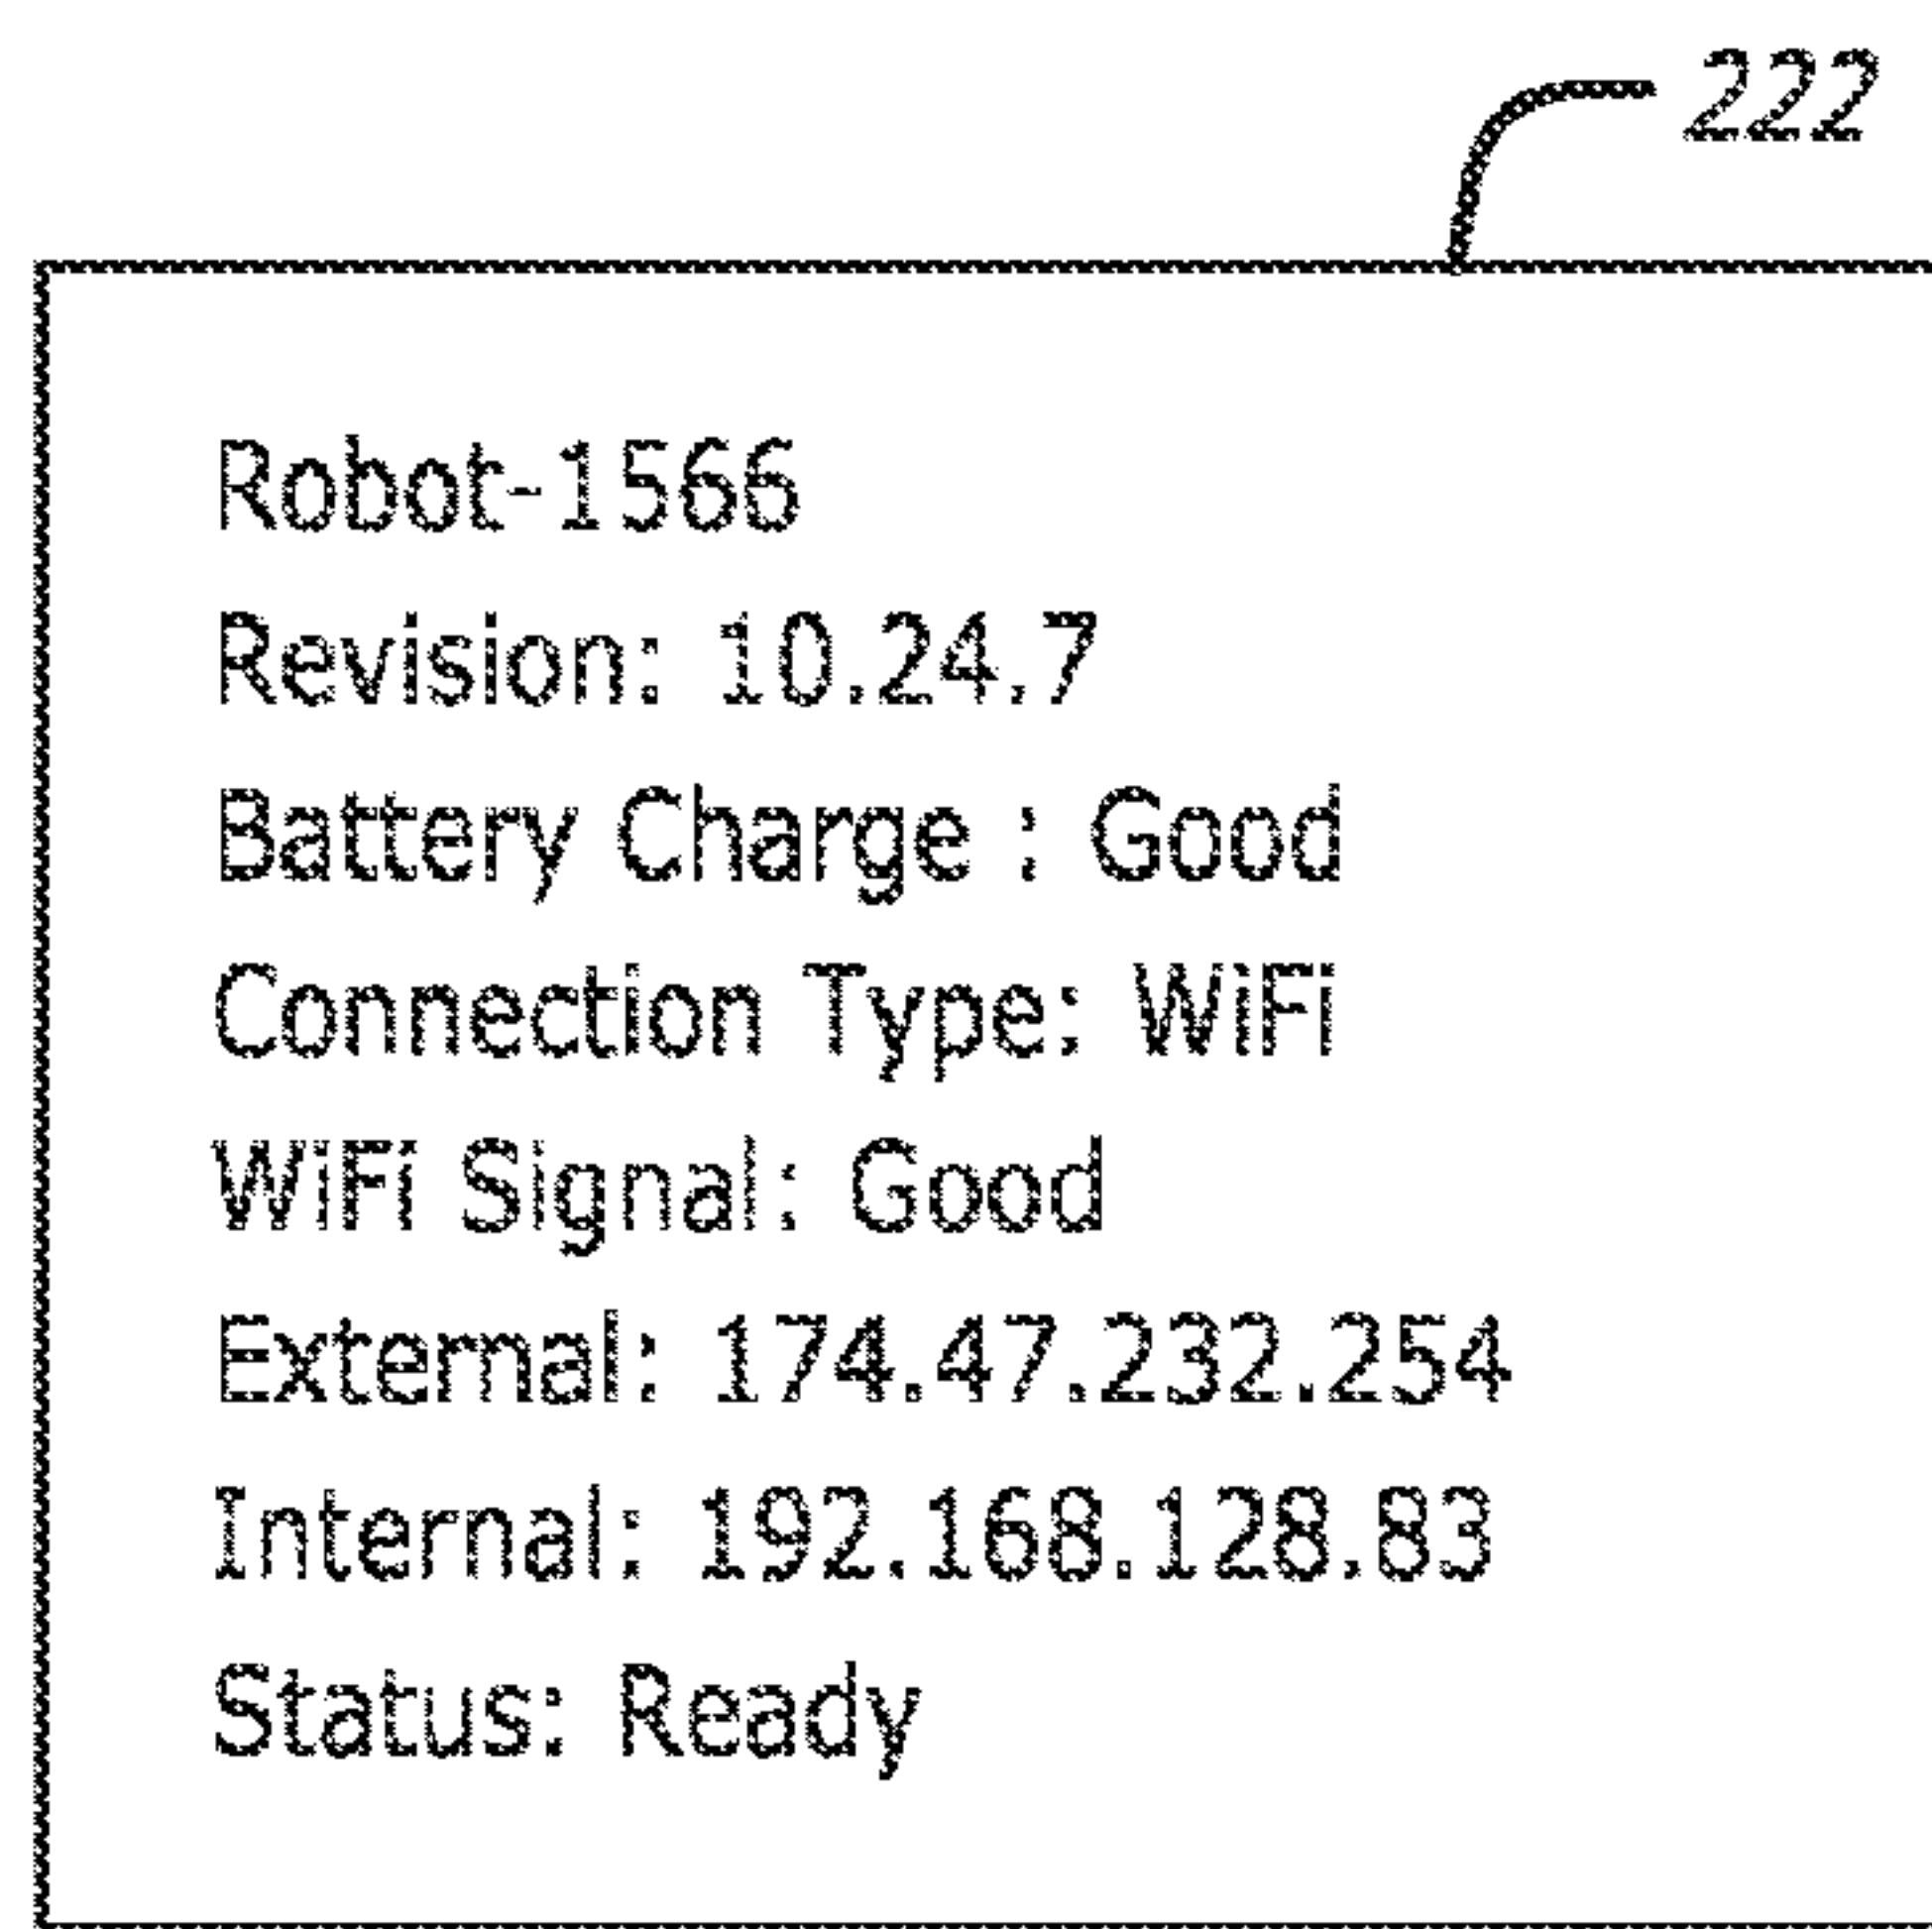 222
Robot-1566
Revision: 10.24.7
Battery Charge : Good
Connection Type: WiFi
WiFi Signal: Good
External: 174.47.232.254
Internal: 192.168.128.83
Status: Ready